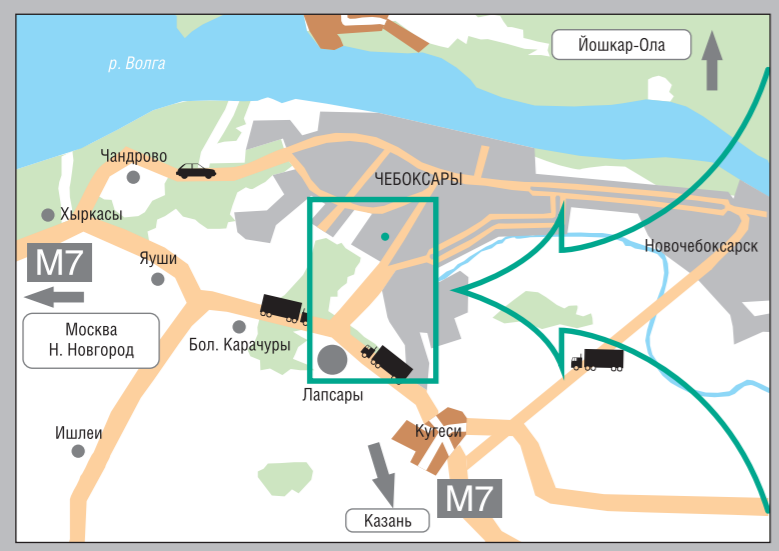 Йошкар-Ола
р. Волга
Чандрово
ЧЕБОКСАРЫ
Хыркасы
Новочебоксарск
М7
Яуши
Москва
Н. Новгород
Бол. Карачуры
Лапсары
Ишлеи
Кугеси
М7
Казань